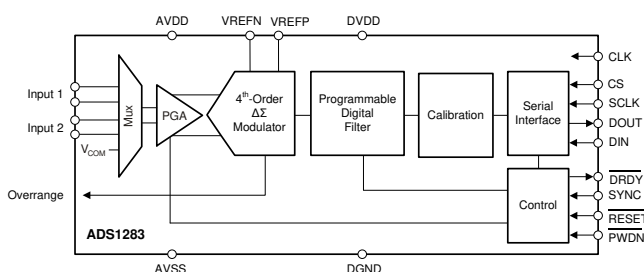 AVDD
VREFN
VREFP
DVDD
CLK
Input 1
Input 2
VCOM
Mux
PGA
4th-Order
ΔΣ
Modulator
Programmable
Digital
Filter
Calibration
Serial
Interface
CS
SCLK
DOUT
DIN
Overrange
Control
DRDY
SYNC
RESET
PWDN
ADS1283
AVSS
DGND